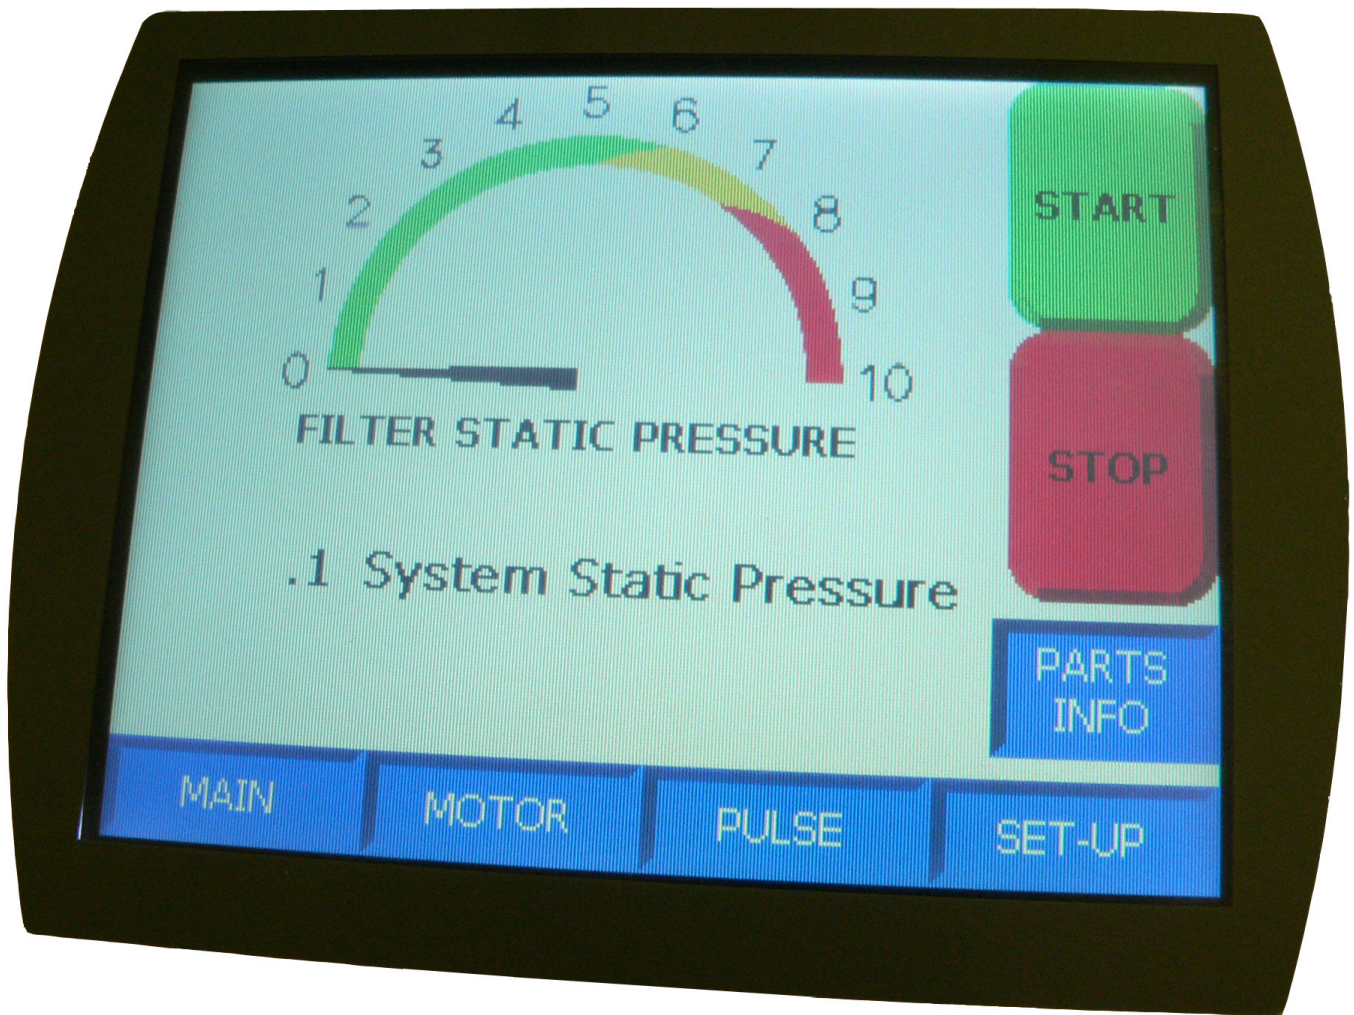 0
1
2
3
4
5
6
7
8
9
10
FILTER STATIC PRESSURE
.1 System Static Pressure
START
STOP
PARTS
INFO
MAIN
MOTOR
PULSE
SET-UP